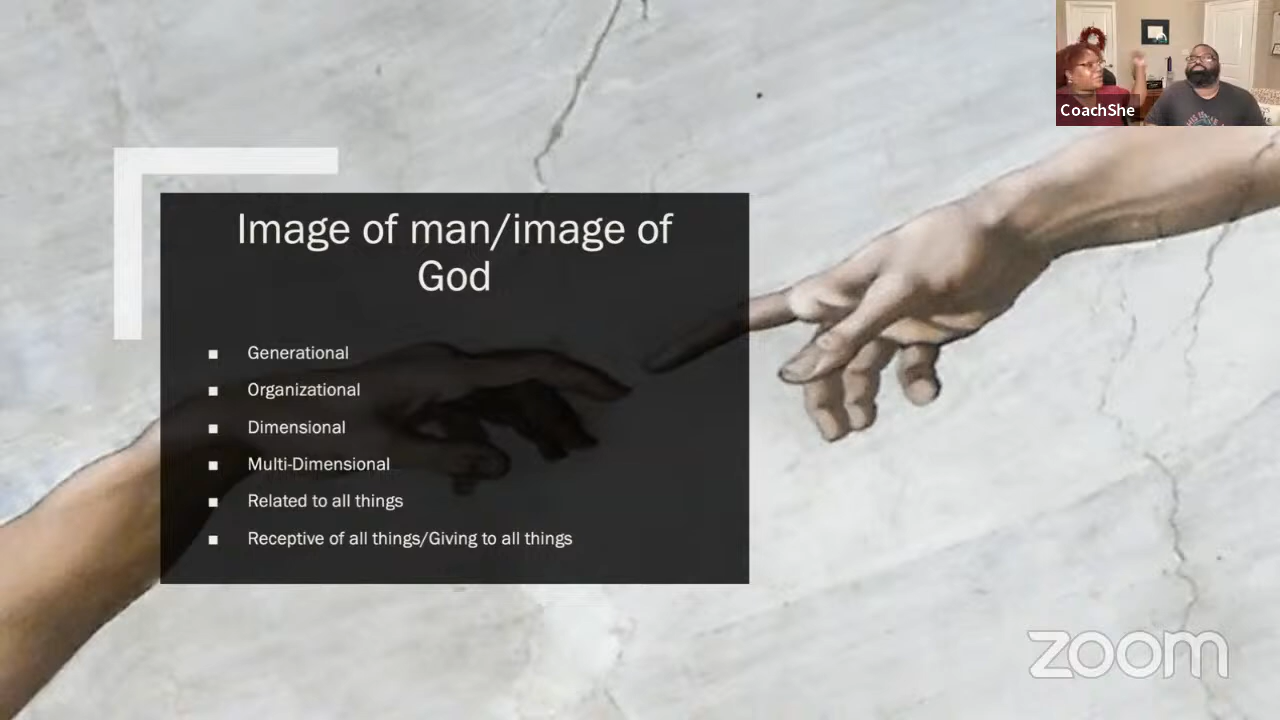 CoachShe
Image of man/image of
God
Generational
Organizational
Dimensional
Multi-Dimensional
Related to all things
Receptive of all things/Giving to all things
zoom